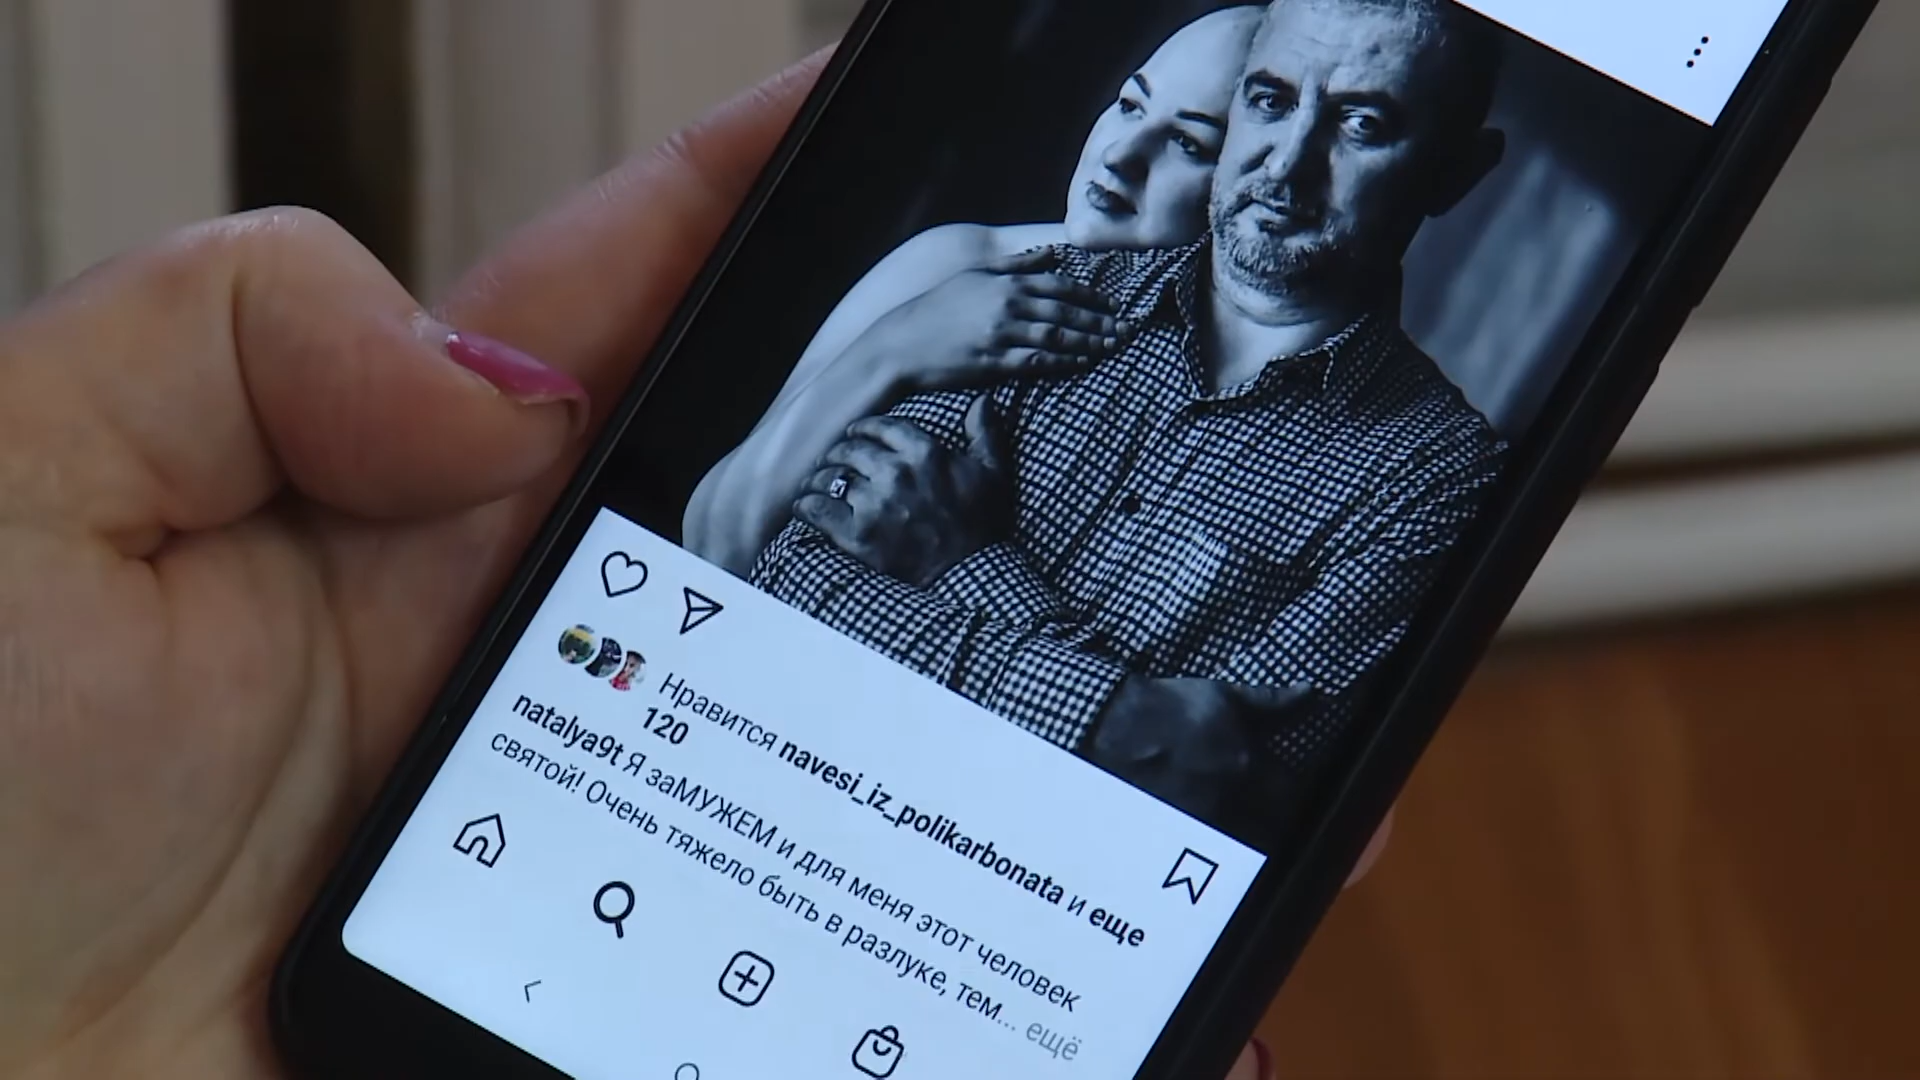 Нравится navesi_iz_polikarbonata и еще
120
natalya9t Я заМУЖЕМ и для меня этот человек
святой! Очень тяжело быть в разлуке, тем... ещё